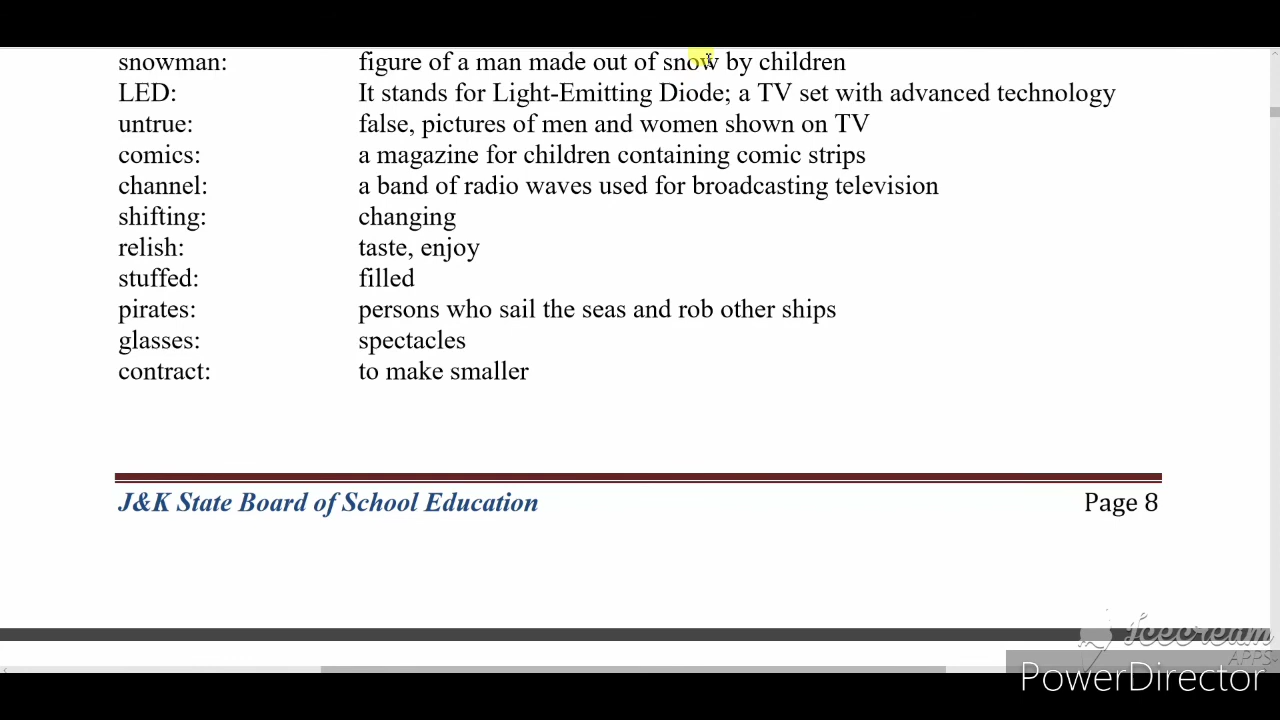 snowman: figure of a man made out of snow by children
LED: It stands for Light-Emitting Diode; a TV set with advanced technology
untrue: false, pictures of men and women shown on TV
comics: a magazine for children containing comic strips
channel: a band of radio waves used for broadcasting television
shifting: changing
relish: taste, enjoy
stuffed: filled
pirates: persons who sail the seas and rob other ships
glasses: spectacles
contract: to make smaller
J&K State Board of School Education Page 8
Icecream
APPS
PowerDirector